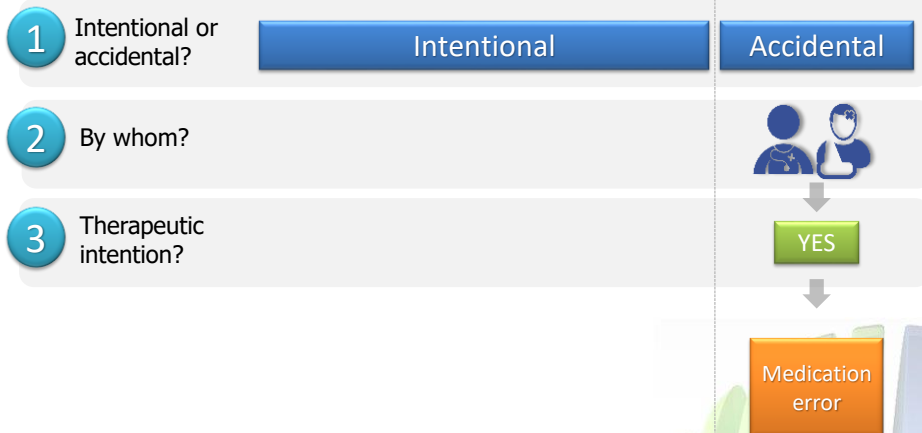 1
Intentional or
accidental?
Intentional
Accidental
2
By whom?
3
Therapeutic
intention?
YES
Medication
error